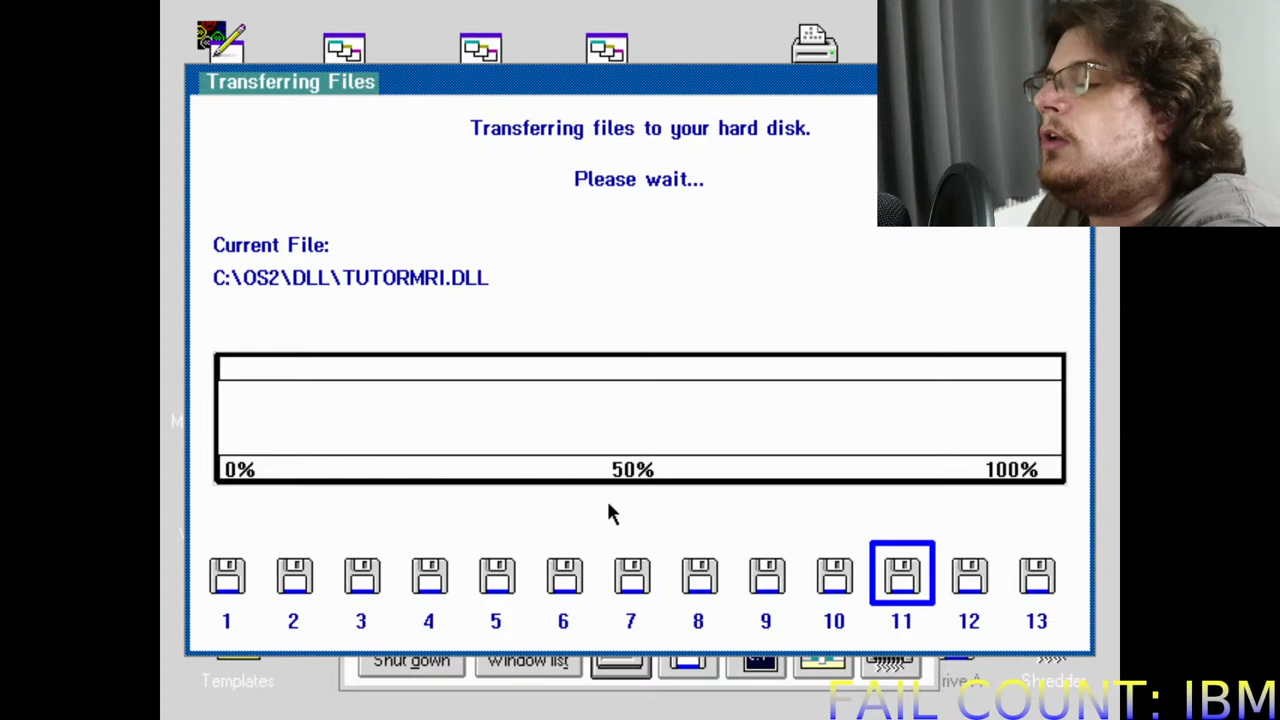 Transferring Files
Transferring files to your hard disk.
Please wait...
Current File:
C:\OS2\DLL\TUTORMRI.DLL
0% 50% 100%
1 2 3 4 5 6 7 8 9 10 11 12 13
Shut down Window list
Templates rive A Shredder
FAIL COUNT: IBM